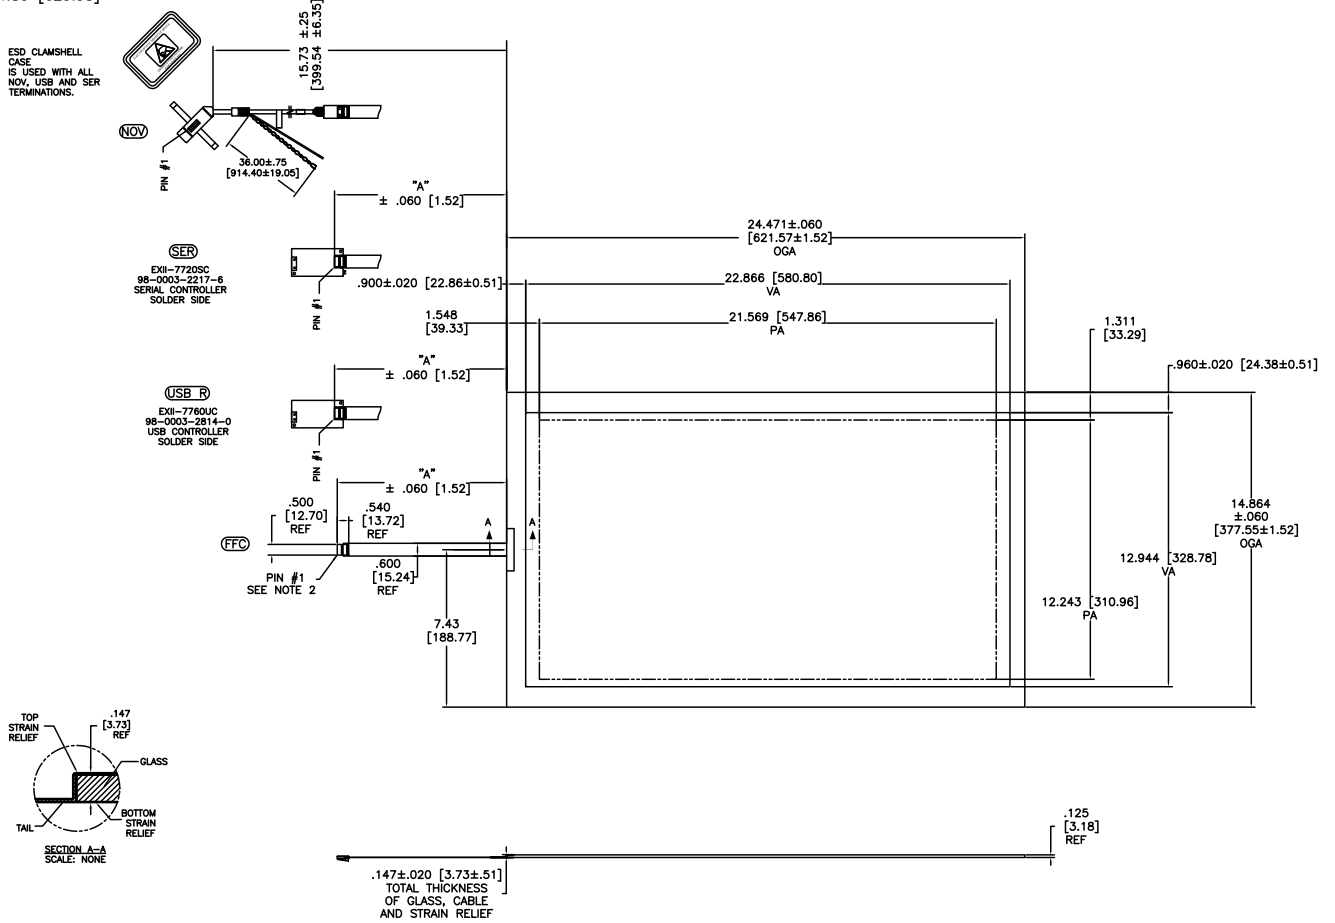 ESD CLAMSHELL
CASE
IS USED WITH ALL
NOV, USB AND SER
TERMINATIONS.
15.73 ±.25
[399.54 ±6.35]
NOV
PIN #1
36.00±.75
[914.40±19.05]
"A"
± .060 [1.52]
24.471±.060
[621.57±1.52]
OGA
SER
EXII-7720SC
98-0003-2217-6
SERIAL CONTROLLER
SOLDER SIDE
PIN #1
.900±.020 [22.86±0.51]
22.866 [580.80]
VA
1.548
[39.33]
21.569 [547.86]
PA
1.311
[33.29]
.960±.020 [24.38±0.51]
"A"
± .060 [1.52]
USB R
EXII-7760UC
98-0003-2814-0
USB CONTROLLER
SOLDER SIDE
PIN #1
"A"
± .060 [1.52]
.500
[12.70]
REF
.540
[13.72]
REF
A
A
FFC
.600
[15.24]
REF
PIN #1
SEE NOTE 2
7.43
[188.77]
14.864
±.060
[377.55±1.52]
OGA
12.944 [328.78]
VA
12.243 [310.96]
PA
TOP
STRAIN
RELIEF
.147
[3.73]
REF
GLASS
TAIL
BOTTOM
STRAIN
RELIEF
SECTION A-A
SCALE: NONE
.125
[3.18]
REF
.147±.020 [3.73±.51]
TOTAL THICKNESS
OF GLASS, CABLE
AND STRAIN RELIEF